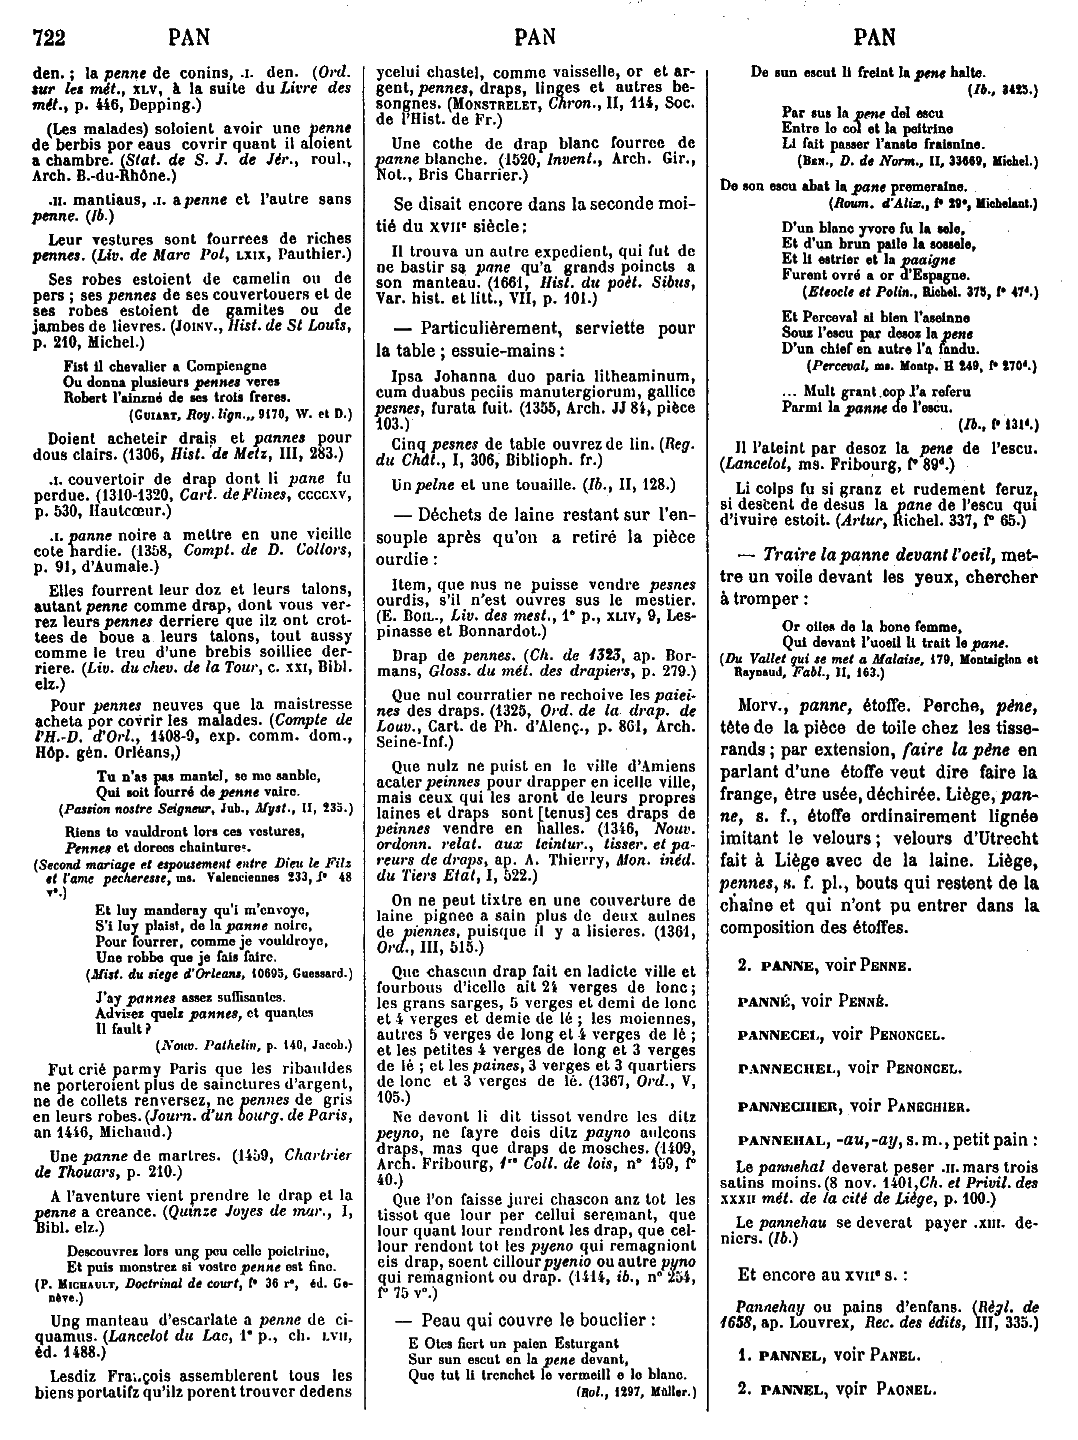 722 PAN PAN PAN
den. ; la penne de conins, .I. den. (Ord.
sur les mét., XLV, à la suite du Livre des
mét., p. 446, Depping.)
(Les malades) soloient avoir une penne
de berbis por eaus covrir quant il aloient
a chambre. (Stat. de S. J. de Jér., roul.,
Arch. B.-du-Rhône.)
.II. mantiaus, .I. a penne et l'autre sans
penne. (Ib.)
Leur vestures sont fourrees de riches
pennes. (Liv. de Marc Pol, LXIX, Pauthier.)
Ses robes estoient de camelin ou de
pers ; ses pennes de ses couvertouers et de
ses robes estoient de gamites ou de
jambes de lievres. (JOINV., Hist. de St Louis,
p. 210, Michel.)
Fist il chevalier a Compiengne
Ou donna plusieurs pennes veres
Robert l'ainzné de ses trois freres.
(GUIART, Roy. lign., 9170, W. et D.)
Doient acheteir drais et pannes pour
dous clairs. (1306, Hist. de Metz, III, 283.)
.I. couvertoir de drap dont li pane fu
perdue. (1310-1320, Cart. de Flines, CCCCXV,
p. 530, Hautcœur.)
.I. panne noire a mettre en une vieille
cote hardie. (1358, Compt. de D. Collors,
p. 91, d'Aumale.)
Elles fourrent leur doz et leurs talons,
autant penne comme drap, dont vous ver-
rez leurs pennes derriere que ilz ont crot-
tees de boue a leurs talons, tout aussy
comme le treu d'une brebis soilliee der-
riere. (Liv. du chev. de la Tour, c. XXI, Bibl.
elz.)
Pour pennes neuves que la maistresse
acheta por covrir les malades. (Compte de
l'H.-D. d'Orl., 1408-9, exp. comm. dom.,
Hôp. gén. Orléans,)
Tu n'as pas mantel, se me sanble,
Qui soit fourré de penne vaire.
(Passion nostre Seigneur, Jub., Myst., II, 235.)
Riens to vauldront lors ces vestures,
Pennes et dorees chaintures.
(Second mariage et espousement entre Dieu le Filz
et l'ame pecheresse, ms. Valenciennes 233, f° 48
v°.)
Et luy manderay qu'i m'envoye,
S'i luy plaist, de la panne noire,
Pour fourrer, comme je vouldroye,
Une robbe que je fais faire.
(Mist. du siege d'Orleans, 10695, Guessard.)
J'ay pannes assez suffisantes.
Advisez quelz pannes, et quantes
Il fault ?
(Nouv. Pathelin, p. 140, Jacob.)
Fut crié parmy Paris que les ribauldes
ne porteroient plus de sainctures d'argent,
ne de collets renversez, ne pennes de gris
en leurs robes. (Journ. d'un bourg. de Paris,
an 1446, Michaud.)
Une panne de martres. (1459, Chartrier
de Thouars, p. 210.)
A l'aventure vient prendre le drap et la
penne a creance. (Quinze Joyes de mar., I,
Bibl. elz.)
Descouvrez lors ung peu celle poictrine,
Et puis monstrez si vostre penne est fine.
(P. MICHAULT, Doctrinal de court, f° 36 r°, éd. Ge-
nève.)
Ung manteau d'escarlate a penne de ci-
quamus. (Lancelot du Lac, 1° p., ch. LVII,
éd. 1488.)
Lesdiz François assemblerent tous les
biens portatifz qu'ilz porent trouver dedens
ycelui chastel, comme vaisselle, or et ar-
gent, pennes, draps, linges et autres be-
songnes. (MONSTRELET, Chron., II, 114, Soc.
de l'Hist. de Fr.)
Une cothe de drap blanc fourree de
panne blanche. (1520, Invent., Arch. Gir.,
Not., Bris Charrier.)
Se disait encore dans la seconde moi-
tié du XVIIe siècle :
Il trouva un autre expedient, qui fut de
ne bastir sa pane qu'a grands poincts a
son manteau. (1661, Hist. du poët. Sibus,
Var. hist. et litt., VII, p. 101.)
— Particulièrement, serviette pour
la table ; essuie-mains :
Ipsa Johanna duo paria litheaminum,
cum duabus peciis manutergiorum, gallice
pesnes, furata fuit. (1355, Arch. JJ 84, pièce
103.)
Cinq pesnes de table ouvrez de lin. (Reg.
du Chât., I, 306, Biblioph. fr.)
Un pelne et une touaille. (Ib., II, 128.)
— Déchets de laine restant sur l'en-
souple après qu'on a retiré la pièce
ourdie :
Item, que nus ne puisse vendre pesnes
ourdis, s'il n'est ouvres sus le mestier.
(E. BOIL., Liv. des mest., 1° p., XLIV, 9, Les-
pinasse et Bonnardot.)
Drap de pennes. (Ch. de 1323, ap. Bor-
mans, Gloss. du mét. des drapiers, p. 279.)
Que nul courratier ne rechoive les paiei-
nes des draps. (1325, Ord. de la drap. de
Louv., Cart. de Ph. d'Alenç., p. 861, Arch.
Seine-Inf.)
Que nulz ne puist en le ville d'Amiens
acater peinnes pour drapper en icelle ville,
mais ceux qui les aront de leurs propres
laines et draps sont [tenus] ces draps de
peinnes vendre en halles. (1346, Nouv.
ordonn. relat. aux teintur., tisser. et pa-
reurs de draps, ap. A. Thierry, Mon. inéd.
du Tiers Etat, I, 522.)
On ne peut tixtre en une couverture de
laine pignee a sain plus de deux aulnes
de piennes, puisque il y a lisieres. (1361,
Ord., III, 515.)
Que chascun drap fait en ladicte ville et
fourbous d'icelle ait 24 verges de lonc ;
les grans sarges, 5 verges et demi de lonc
et 4 verges et demie de lé ; les moiennes,
autres 5 verges de long et 4 verges de lé ;
et les petites 4 verges de long et 3 verges
de lé ; et les paines, 3 verges et 3 quartiers
de lonc et 3 verges de lé. (1367, Ord., V,
105.)
Ne devont li dit tissot vendre les ditz
peyno, ne fayre deis ditz payno aulcons
draps, mas que draps de mosches. (1409,
Arch. Fribourg, 1re Coll. de lois, n° 159, f°
40.)
Que l'on faisse jurei chascon anz tot les
tissot que lour per cellui seremant, que
lour quant lour rendront les drap, que cel-
lour rendont tot les pyeno qui remagniont
eis drap, soent cillour pyenio ou autre pyno
qui remagniont ou drap. (1414, ib., n° 254,
f° 75 v°.)
— Peau qui couvre le bouclier :
E Otes fiert un paien Esturgant
Sur sun escut en la pene devant,
Que tut li trenchet le vermeill e le blanc.
(Rol., 1297, Müller.)
De sun escut li freint la pene halte.
(Ib., 3425.)
Par sus la pene del escu
Entre le col et la peitrine
Li fait passer l'anste fraisnine.
(BEN., D. de Norm., II, 33669, Michel.)
De son escu abat la pane premeraine.
(Roum. d'Alix., f° 29c, Michelant.)
D'un blanc yvore fu la sele,
Et d'un brun paile la sossele,
Et li estrier et la paaigne
Furent ovré a or d'Espagne.
(Eteocle et Polin., Richel. 375, f° 47d.)
Et Perceval si bien l'aseinne
Souz l'escu par desoz la pene
D'un chief en autre l'a fandu.
(Perceval, ms. Montp. H 249, f° 270d.)
... Mult grant cop l'a referu
Parmi la panne de l'escu.
(Ib., f° 131d.)
Il l'ateint par desoz la pene de l'escu.
(Lancelot, ms. Fribourg, f° 89d.)
Li colps fu si granz et rudement feruz,
si descent de desus la pane de l'escu qui
d'ivuire estoit. (Artur, Richel. 337, f° 65.)
— Traire la panne devant l'oeil, met-
tre un voile devant les yeux, chercher
à tromper :
Or oiles de la bone femme,
Qui devant l'uoeil li trait le pane.
(Du Vallet qui se met a Malaise, 179, Montaiglon et
Raynaud, Fabl., II, 163.)
Morv., panne, étoffe. Perche, pène,
tête de la pièce de toile chez les tisse-
rands ; par extension, faire la pène en
parlant d'une étoffe veut dire faire la
frange, être usée, déchirée. Liège, pan-
ne, s. f., étoffe ordinairement lignée
imitant le velours ; velours d'Utrecht
fait à Liège avec de la laine. Liège,
pennes, s. f. pl., bouts qui restent de la
chaîne et qui n'ont pu entrer dans la
composition des étoffes.
2. PANNE, voir PENNE.
PANNÉ, voir PENNÉ.
PANNECEL, voir PENONCEL.
PANNECHEL, voir PENONCEL.
PANNECHIER, voir PANECHIER.
PANNEHAL, -au, -ay, s. m., petit pain :
Le pannehal deverat peser .II. mars trois
satins moins. (8 nov. 1401, Ch. et Privil. des
XXXII mét. de la cité de Liège, p. 100.)
Le pannehau se deverat payer .XIII. de-
niers. (Ib.)
Et encore au XVIIe s. :
Pannehay ou pains d'enfans. (Règl. de
1658, ap. Louvrex, Rec. des édits, III, 335.)
1. PANNEL, voir PANEL.
2. PANNEL, voir PAONEL.